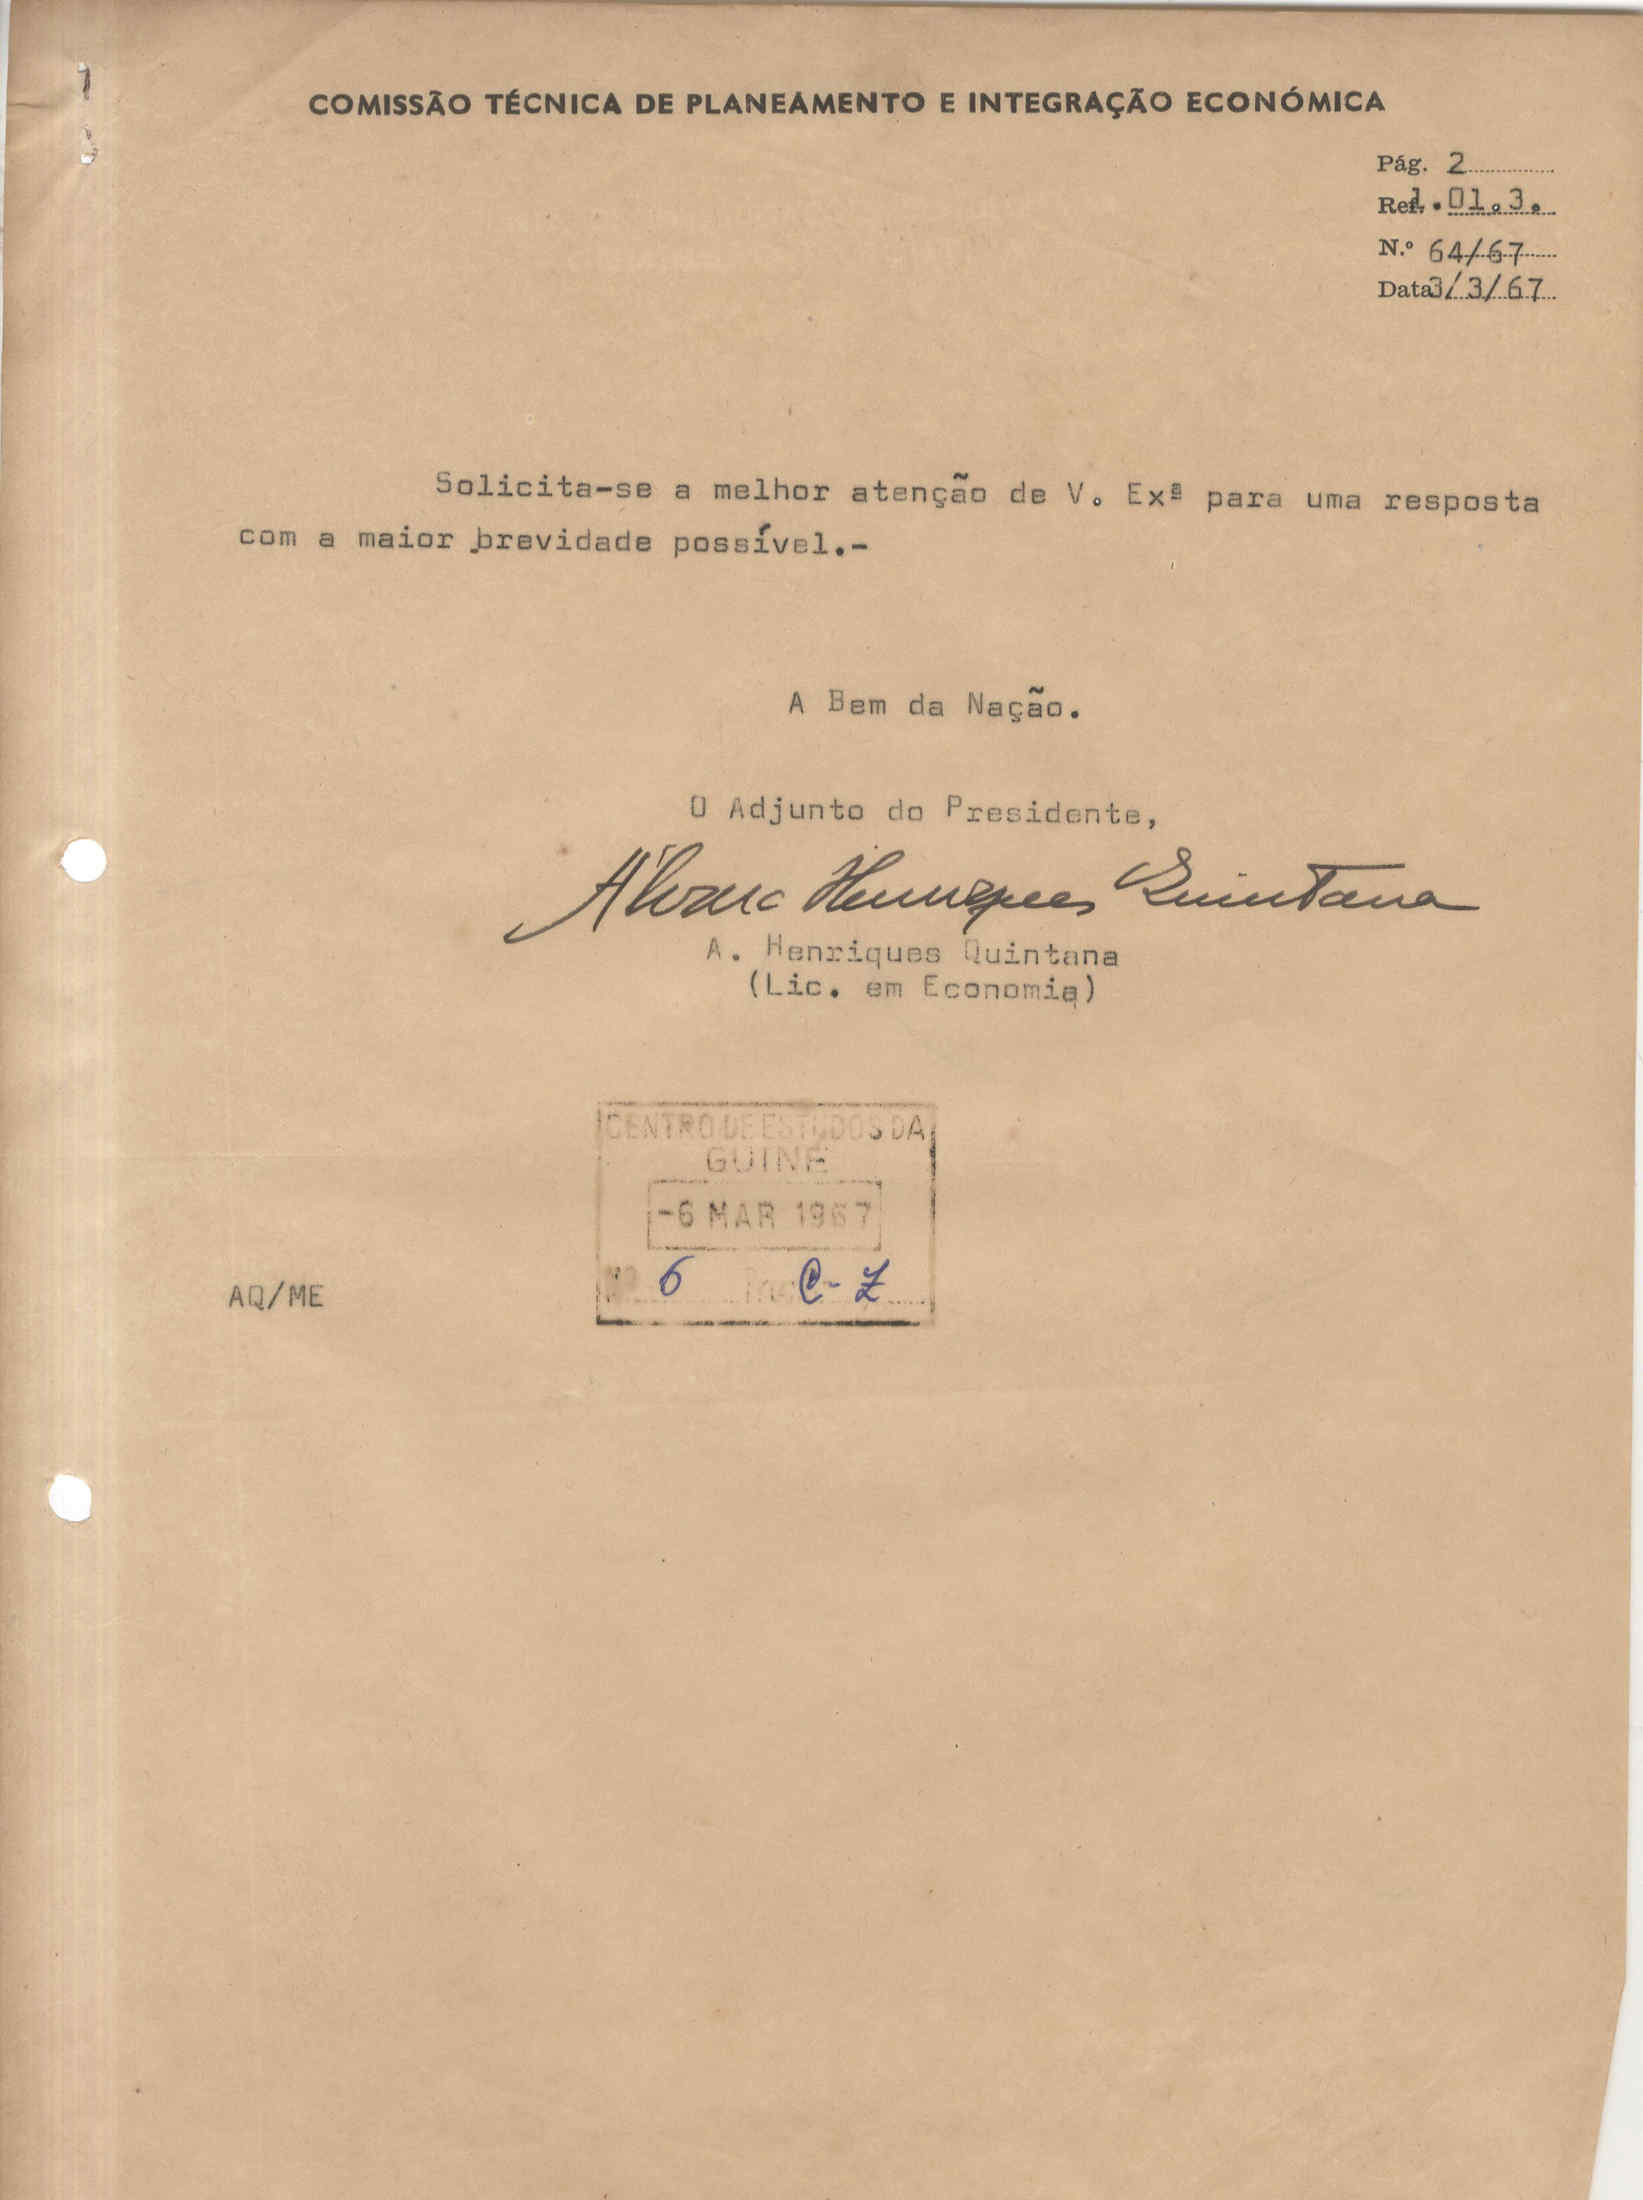 COMISSÃO TÉCNICA DE PLANEAMENTO E INTEGRAÇÃO ECONÓMICA
Pág. 2
Ref. 1.01.3.
N.º 64/67
Data 3/3/67
Solicita-se a melhor atenção de V. Exª para uma resposta
com a maior brevidade possível.-
A Bem da Nação.
O Adjunto do Presidente,
Álvaro Henriques Quintana
A. Henriques Quintana
(Lic. em Economia)
CENTRO DE ESTUDOS DA
GUINÉ
-6 MAR 1967
Nº 6 C-Z
AQ/ME